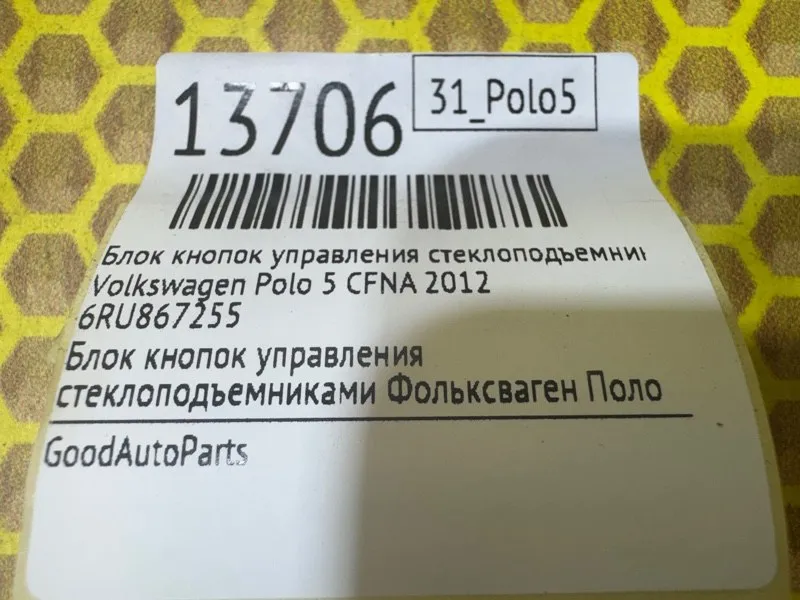 13706
31_Polo5
Блок кнопок управления стеклоподъемни
Volkswagen Polo 5 CFNA 2012
6RU867255
Блок кнопок управления
стеклоподъемниками Фольксваген Поло
GoodAutoParts